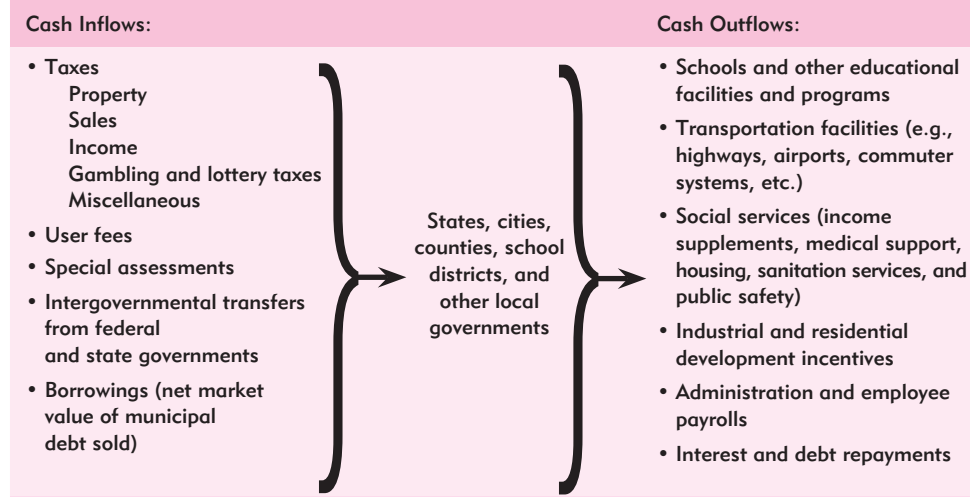 Cash Inflows:
• Taxes
Property
Sales
Income
Gambling and lottery taxes
Miscellaneous
• User fees
• Special assessments
• Intergovernmental transfers
from federal
and state governments
• Borrowings (net market
value of municipal
debt sold)
States, cities,
counties, school
districts, and
other local
governments
Cash Outflows:
• Schools and other educational
facilities and programs
• Transportation facilities (e.g.,
highways, airports, commuter
systems, etc.)
• Social services (income
supplements, medical support,
housing, sanitation services, and
public safety)
• Industrial and residential
development incentives
• Administration and employee
payrolls
• Interest and debt repayments